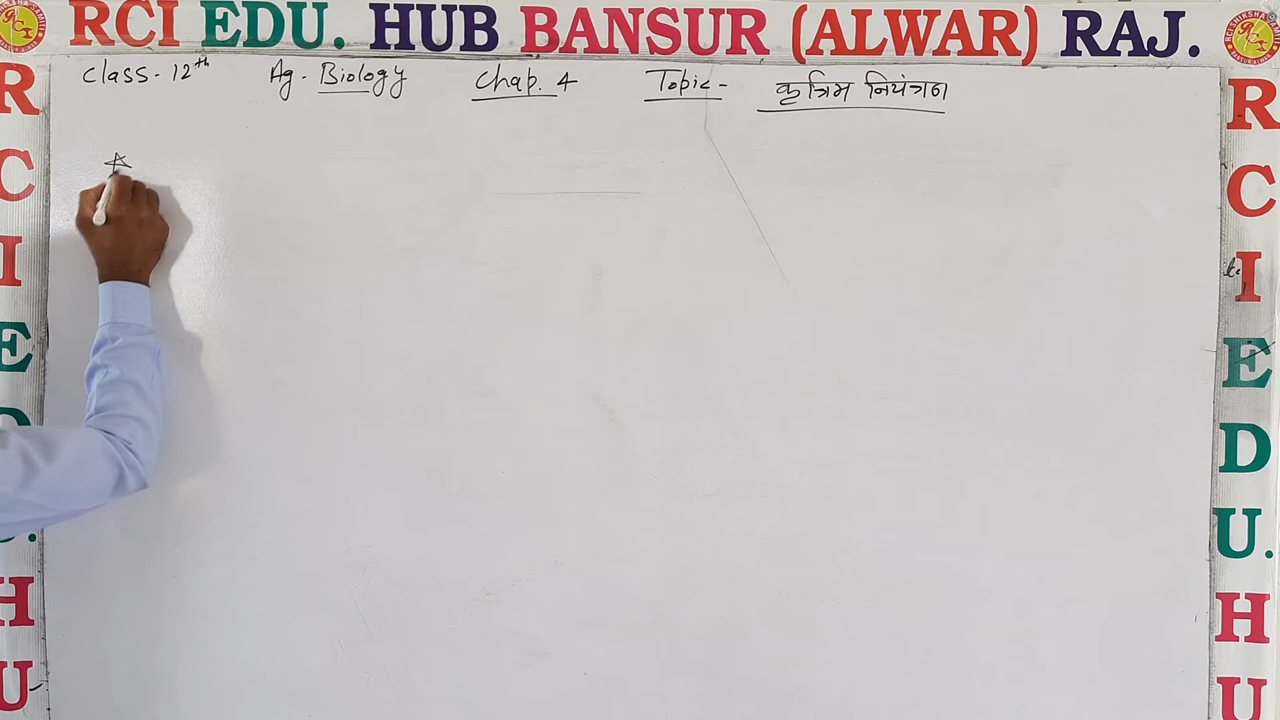 RCI EDU. HUB BANSUR (ALWAR) RAJ.
Class - 12th Ag. Biology Chap. 4 Topic - कृत्रिम नियंत्रण
R
C
I
E
H
U
R
C
I
E
D
U.
H
U